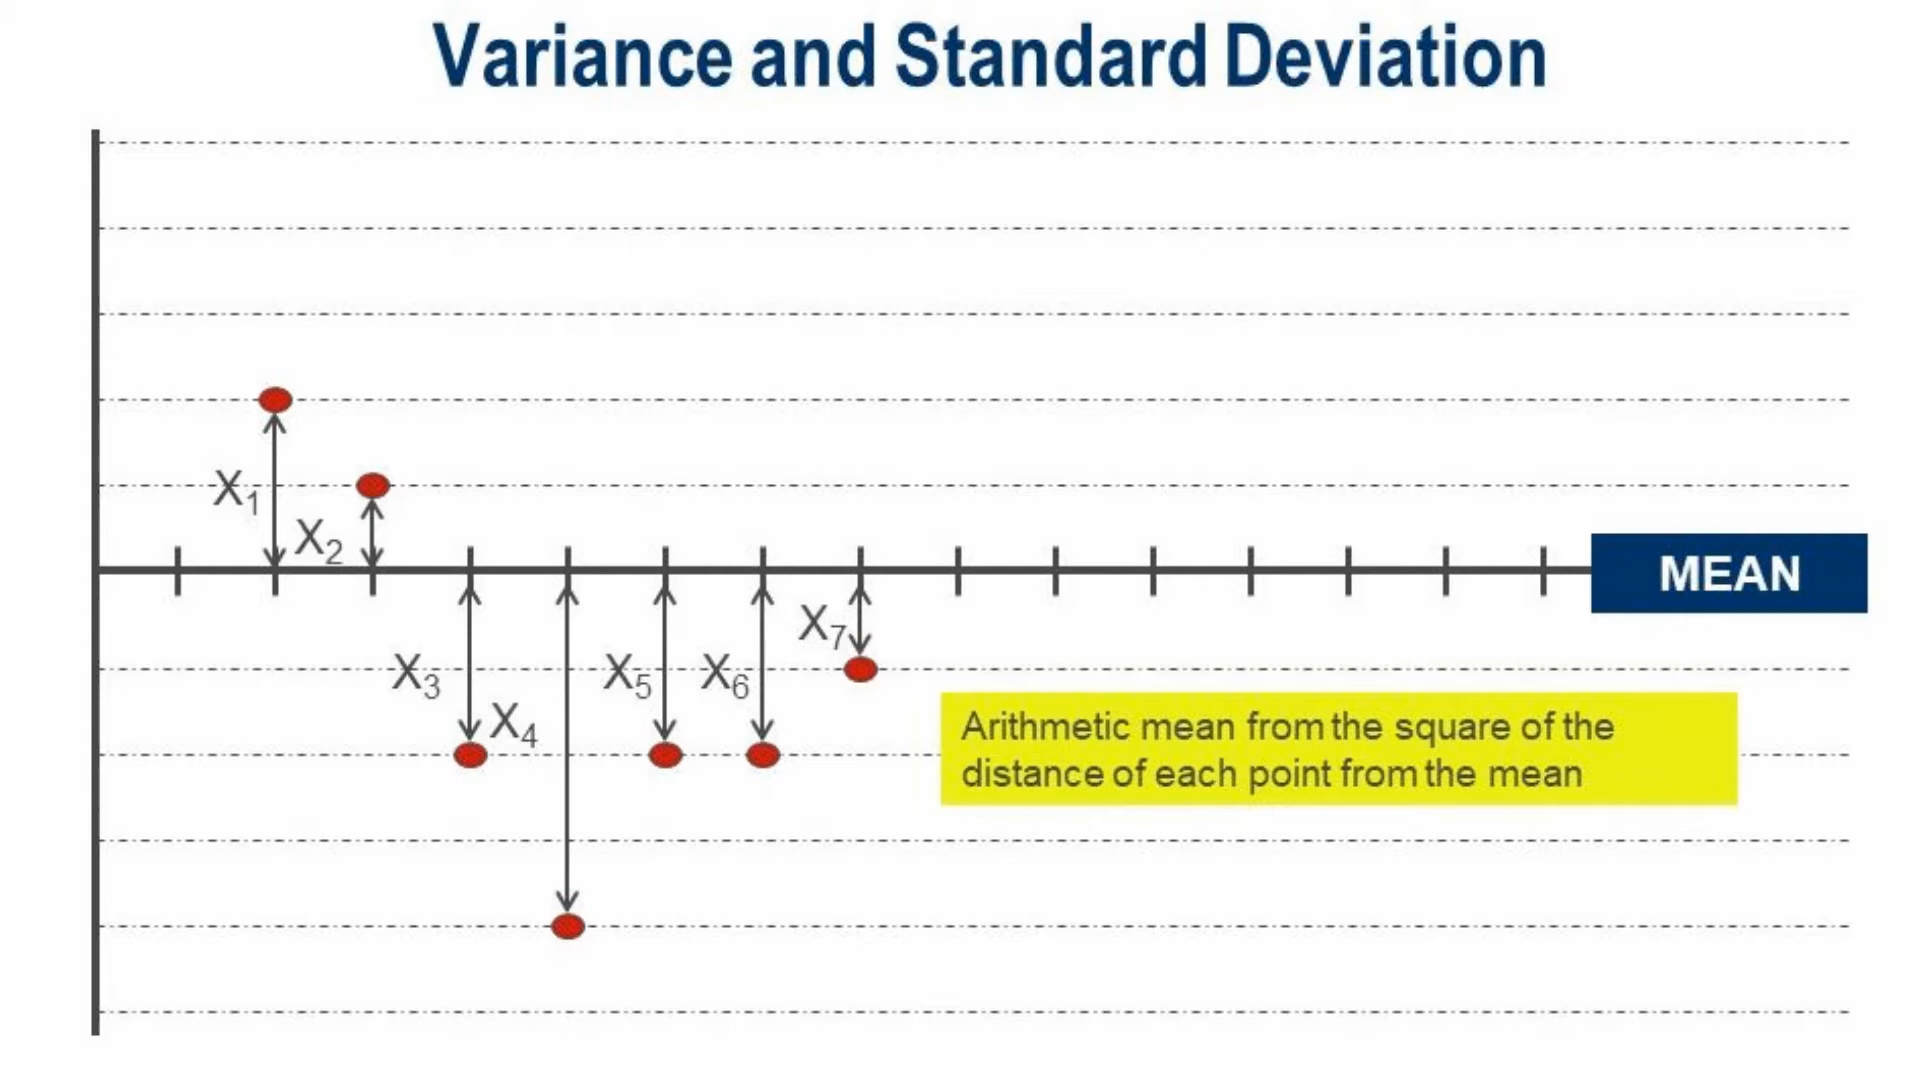 Variance and Standard Deviation
X1
X2
MEAN
X3
X4
X5
X6
X7
Arithmetic mean from the square of the
distance of each point from the mean